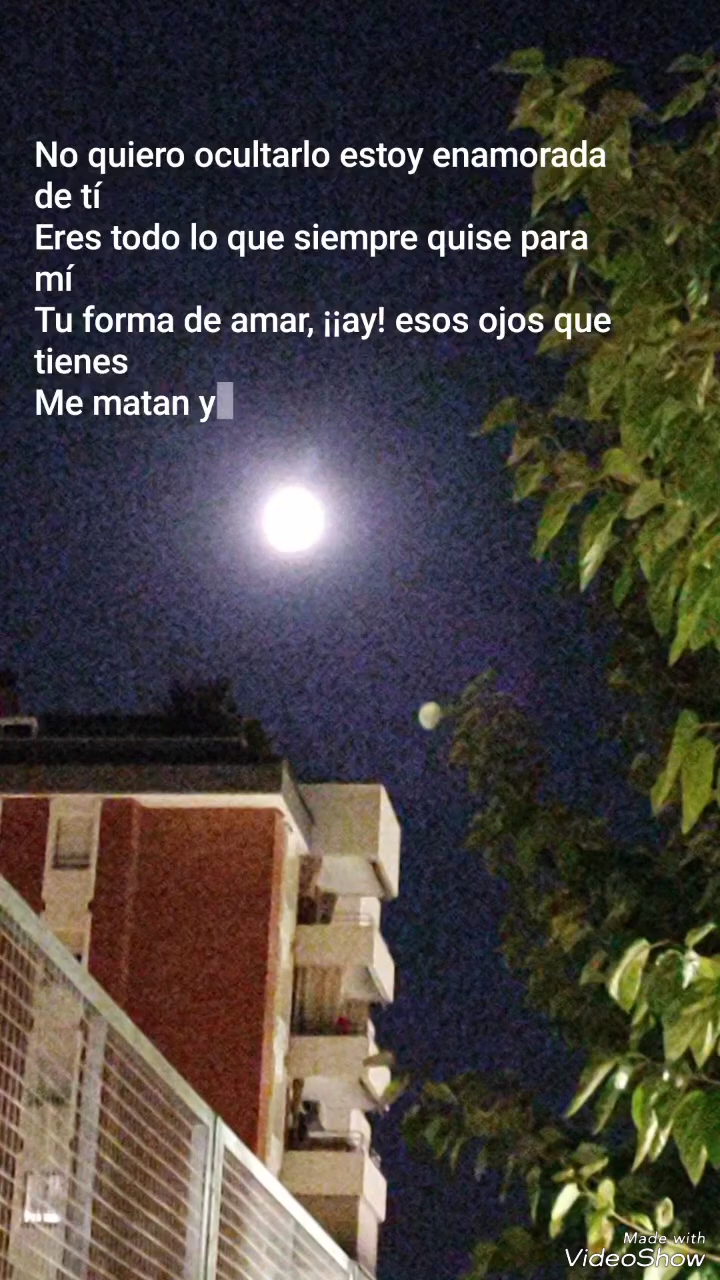 No quiero ocultarlo estoy enamorada
de tí
Eres todo lo que siempre quise para
mí
Tu forma de amar, ¡¡ay! esos ojos que
tienes
Me matan y
Made with
VideoShow